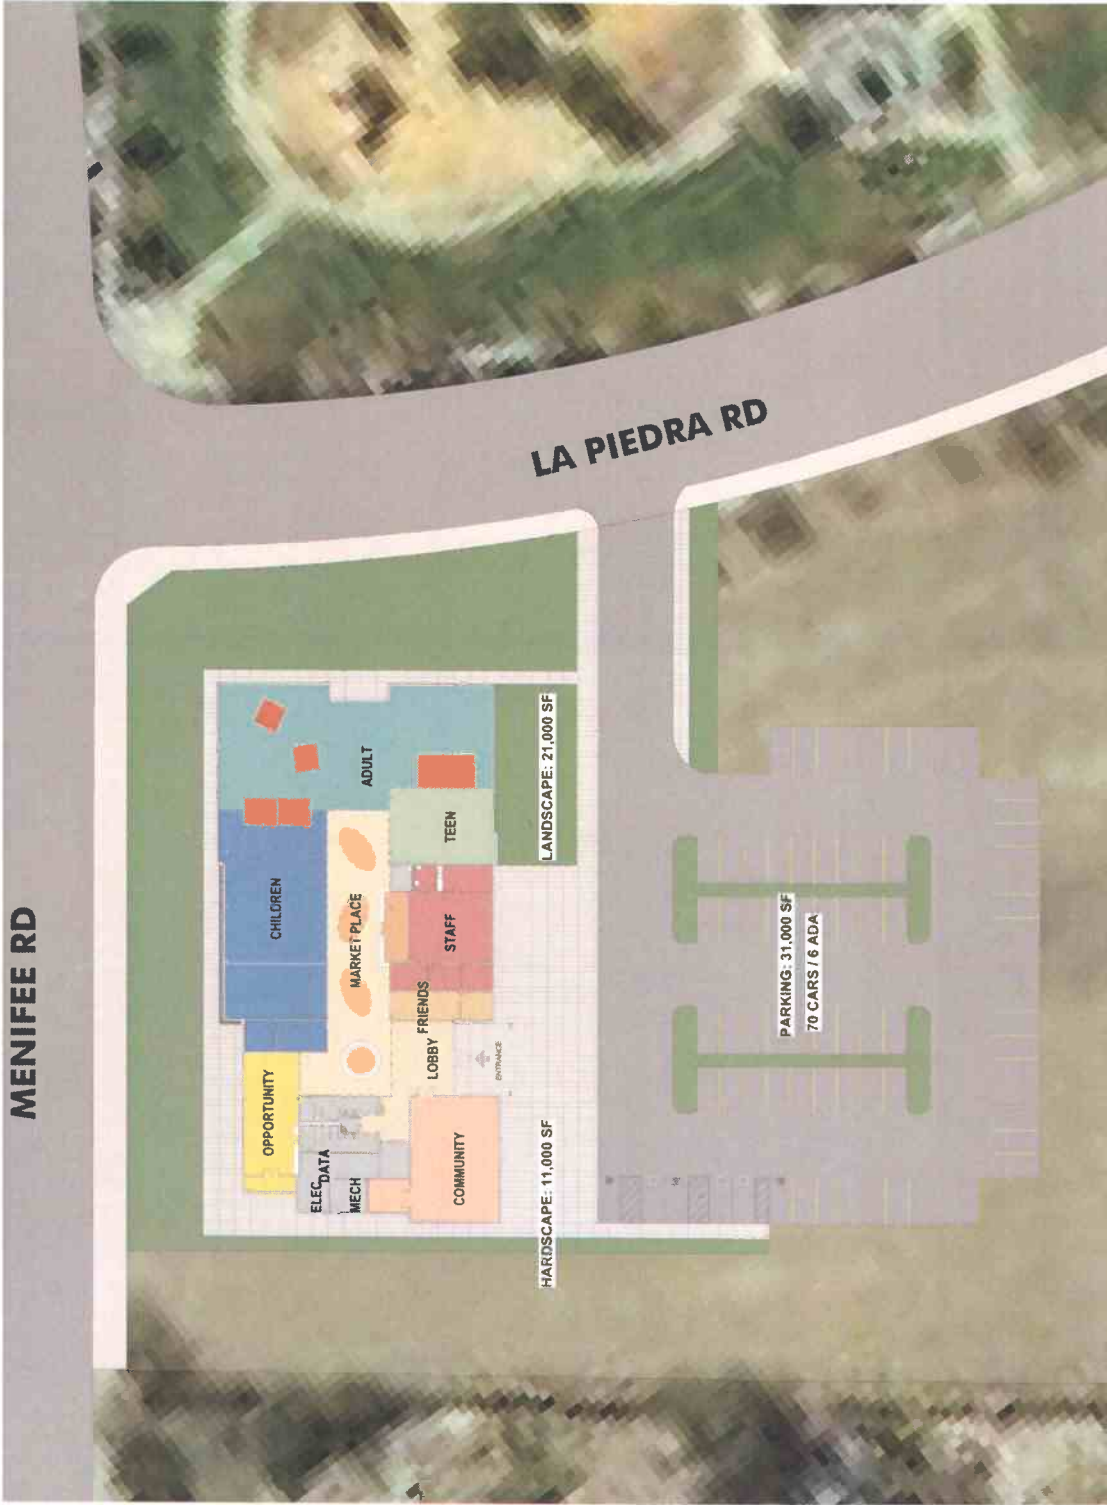 MENIFEE RD
LA PIEDRA RD
OPPORTUNITY
CHILDREN
ADULT
ELEC
DATA
MECH
MARKET PLACE
COMMUNITY
LOBBY
FRIENDS
STAFF
TEEN
ENTRANCE
HARDSCAPE: 11,000 SF
LANDSCAPE: 21,000 SF
PARKING: 31,000 SF
70 CARS / 6 ADA